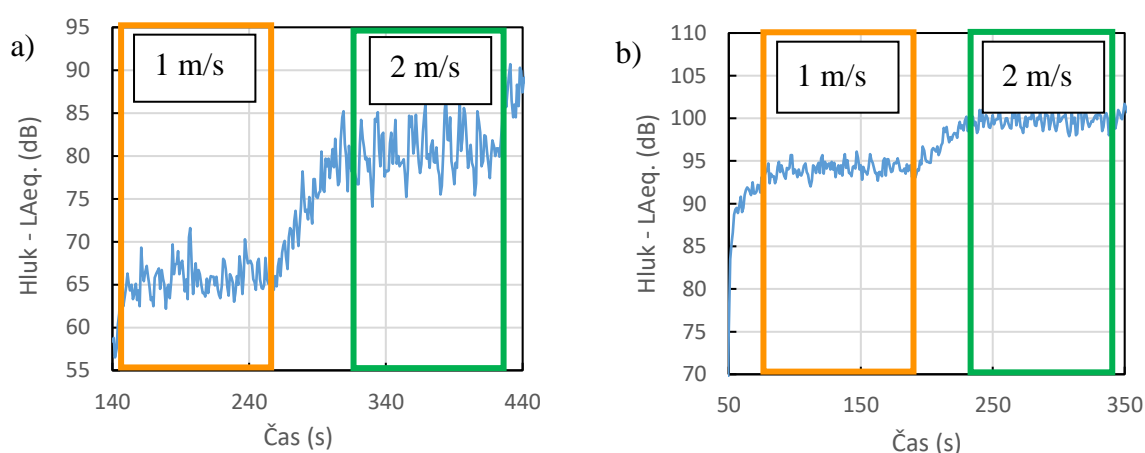 a)
1 m/s
2 m/s
Hluk - LAeq. (dB)
95
90
85
80
75
70
65
60
55
140
240
340
440
Čas (s)
b)
1 m/s
2 m/s
Hluk - LAeq. (dB)
110
105
100
95
90
85
80
75
70
50
150
250
350
Čas (s)